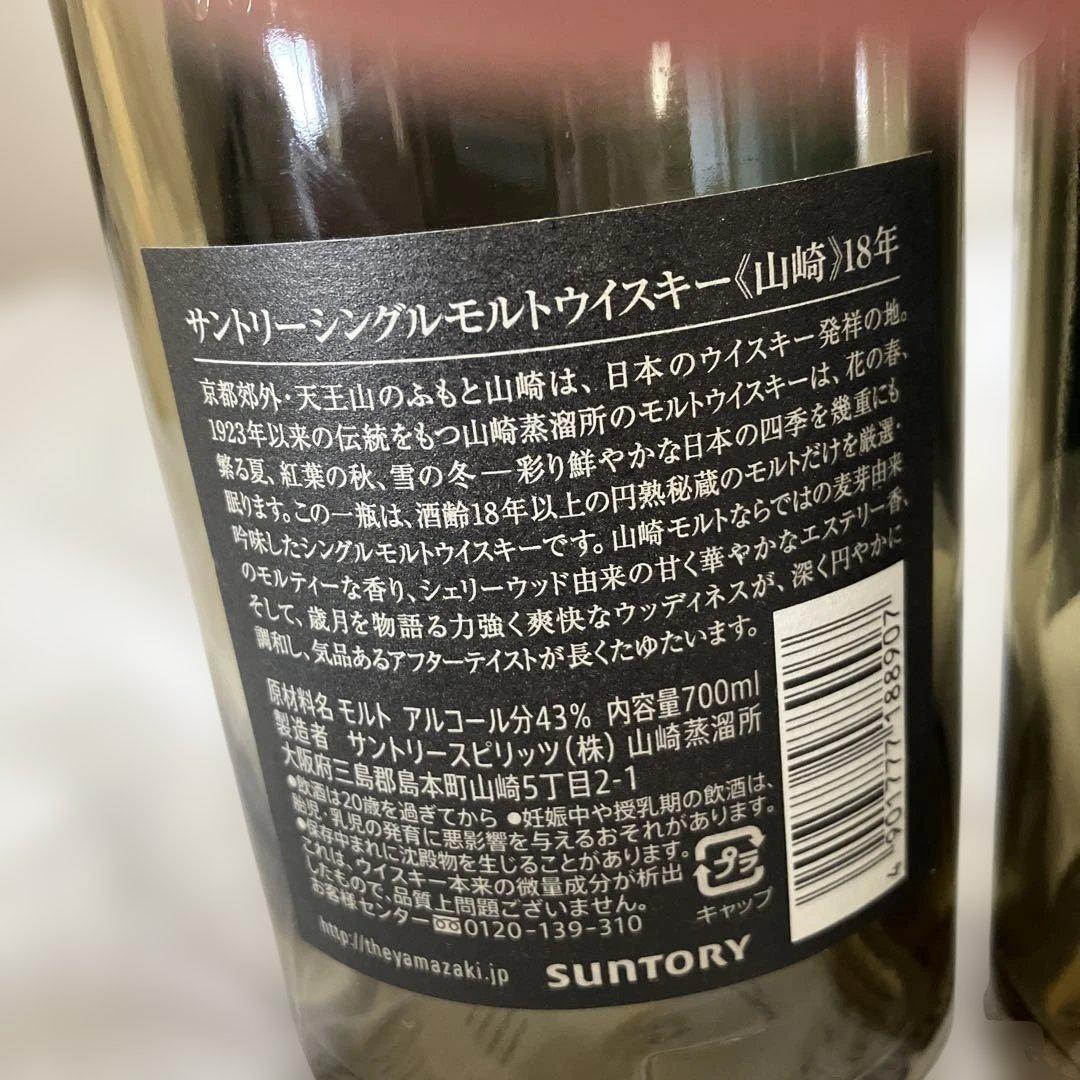 サントリーシングルモルトウイスキー《山崎》18年
京都郊外・天王山のふもと山崎は、日本のウイスキー発祥の地。
1923年以来の伝統をもつ山崎蒸溜所のモルトウイスキーは、花の春、
繁る夏、紅葉の秋、雪の冬―彩り鮮やかな日本の四季を幾重にも
眠ります。この一瓶は、酒齢18年以上の円熟秘蔵のモルトだけを厳選・
吟味したシングルモルトウイスキーです。山崎モルトならではの麦芽由来
のモルティーな香り、シェリーウッド由来の甘く華やかなエステリー香、
そして、歳月を物語る力強く爽快なウッディネスが、深く円やかに
調和し、気品あるアフターテイストが長くたゆたいます。
原材料名 モルト アルコール分43% 内容量700ml
製造者 サントリースピリッツ(株) 山崎蒸溜所
大阪府三島郡島本町山崎5丁目2-1
●飲酒は20歳を過ぎてから ●妊娠中や授乳期の飲酒は、
胎児・乳児の発育に悪影響を与えるおそれがあります。
●保存中まれに沈殿物を生じることがあります。
これは、ウイスキー本来の微量成分が析出
したもので、品質上問題ございません。
お客様センター 0120-139-310
http://theyamazaki.jp
SUNTORY
プラ
キャップ
4 901777 188907